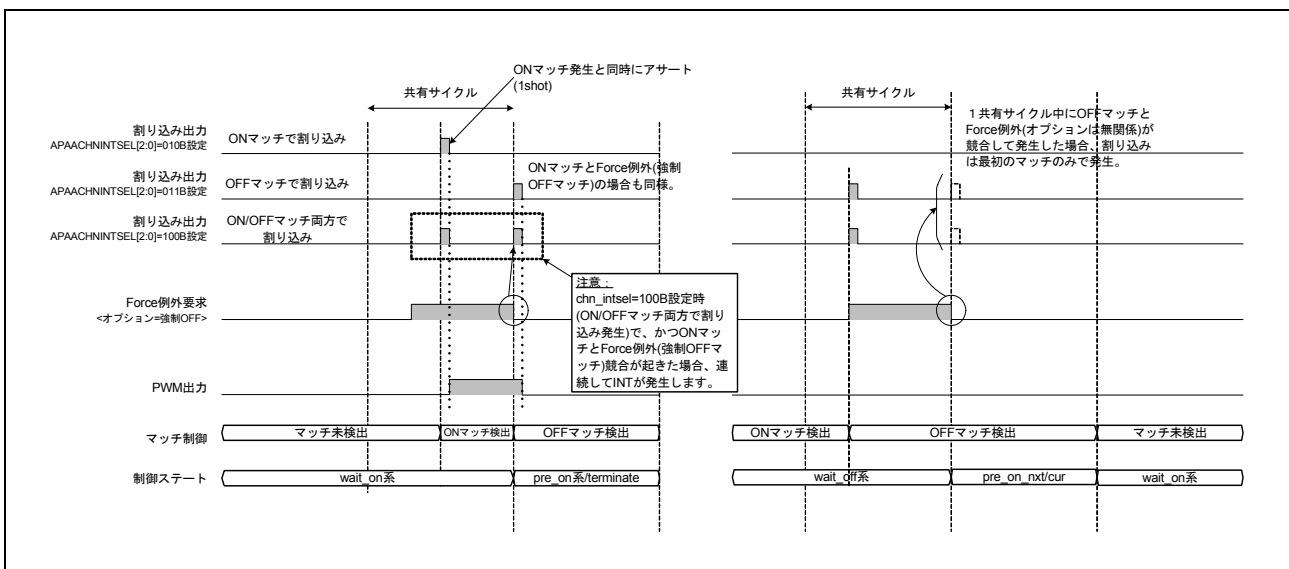 ONマッチ発生と同時にアサート
(1shot)
共有サイクル
共有サイクル
割り込み出力
APAACHNINTSEL[2:0]=010B設定
ONマッチで割り込み
1共有サイクル中にOFFマッチと
Force例外(オプションは無関係)が
競合して発生した場合、割り込み
は最初のマッチのみで発生。
割り込み出力
APAACHNINTSEL[2:0]=011B設定
OFFマッチで割り込み
ONマッチとForce例外(強制
OFFマッチ)の場合も同様。
割り込み出力
APAACHNINTSEL[2:0]=100B設定
ON/OFFマッチ両方で
割り込み
注意:
chn_intsel=100B設定時
(ON/OFFマッチ両方で割り
込み発生)で、かつONマッ
チとForce例外(強制OFFマ
ッチ)競合が起きた場合、連
続してINTが発生します。
Force例外要求
<オプション=強制OFF>
PWM出力
マッチ制御
マッチ未検出
ONマッチ検出
OFFマッチ検出
ONマッチ検出
OFFマッチ検出
マッチ未検出
制御ステート
wait_on系
pre_on系/terminate
wait_off系
pre_on_nxt/cur
wait_on系